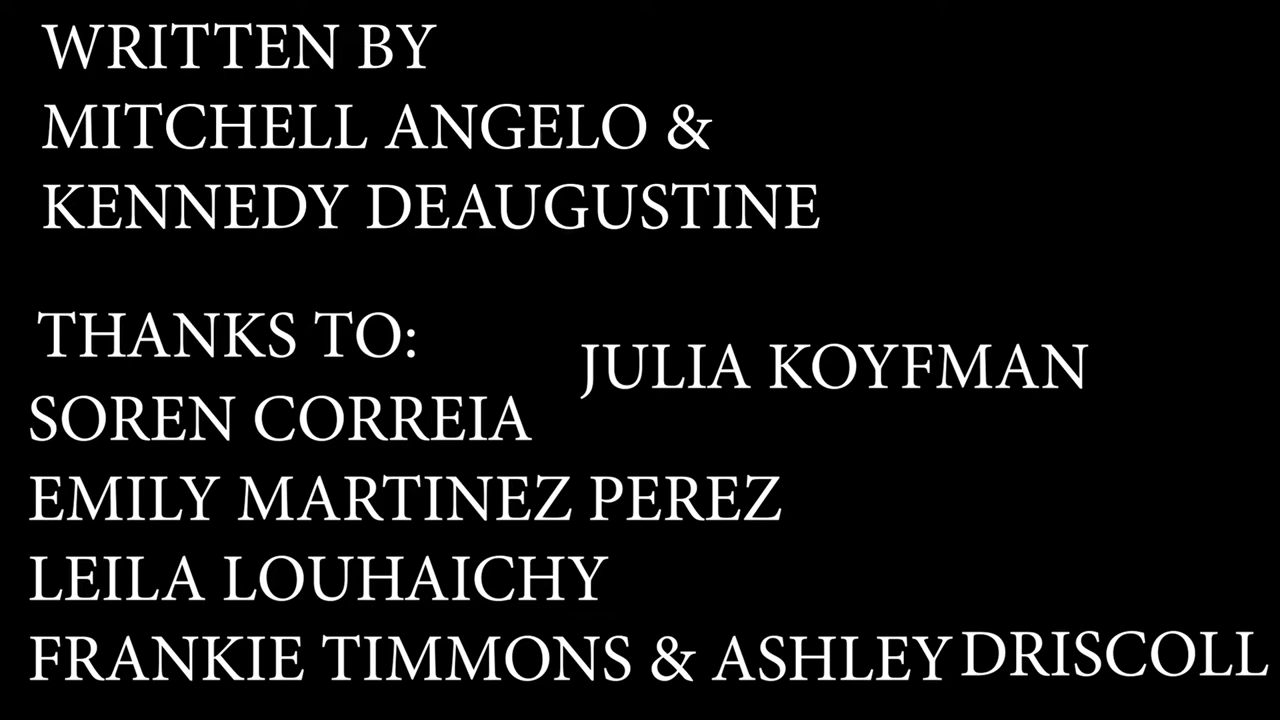 WRITTEN BY
MITCHELL ANGELO &
KENNEDY DEAUGUSTINE
THANKS TO:
JULIA KOYFMAN
SOREN CORREIA
EMILY MARTINEZ PEREZ
LEILA LOUHAICHY
FRANKIE TIMMONS & ASHLEY DRISCOLL